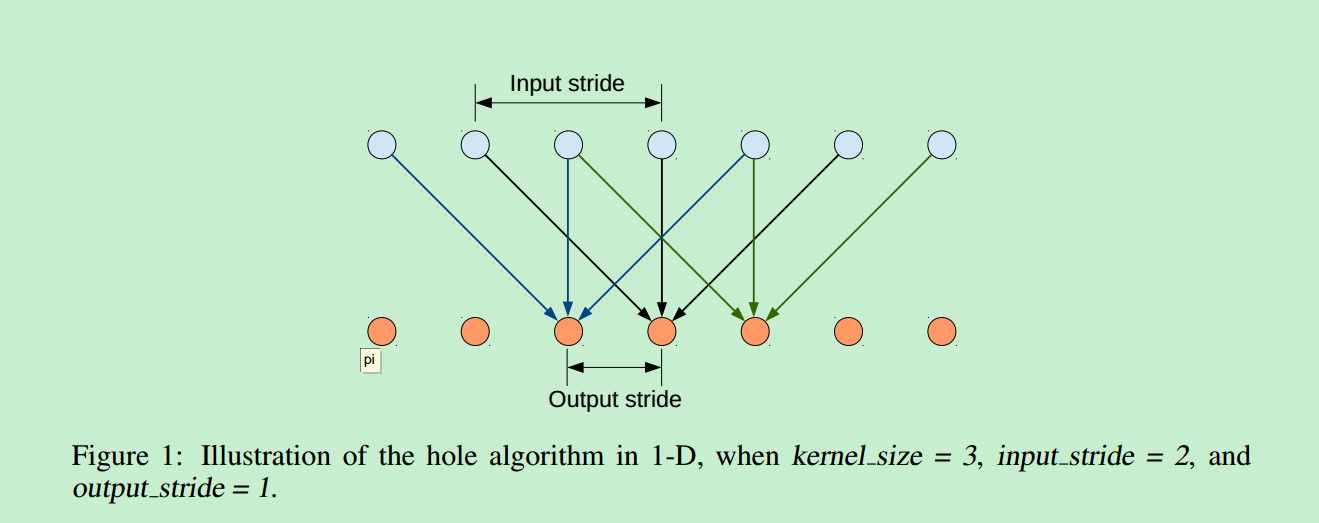 Input stride
pi
Output stride
Figure 1: Illustration of the hole algorithm in 1-D, when kernel_size = 3, input_stride = 2, and
output_stride = 1.